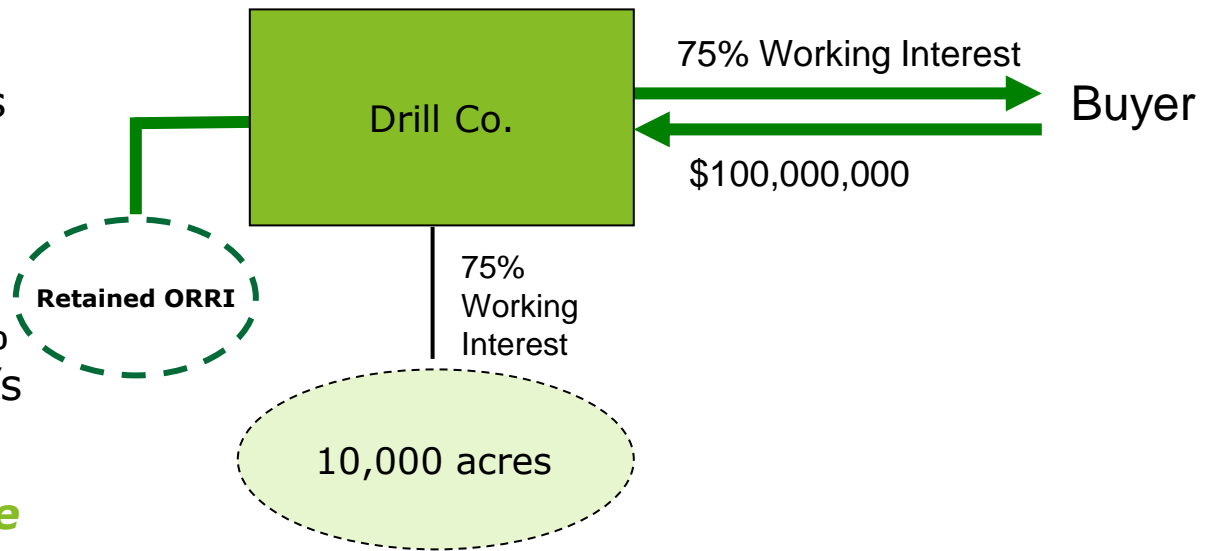 s
Drill Co.
75% Working Interest
Buyer
$100,000,000
Retained ORRI
75%
Working
Interest
s
10,000 acres
e